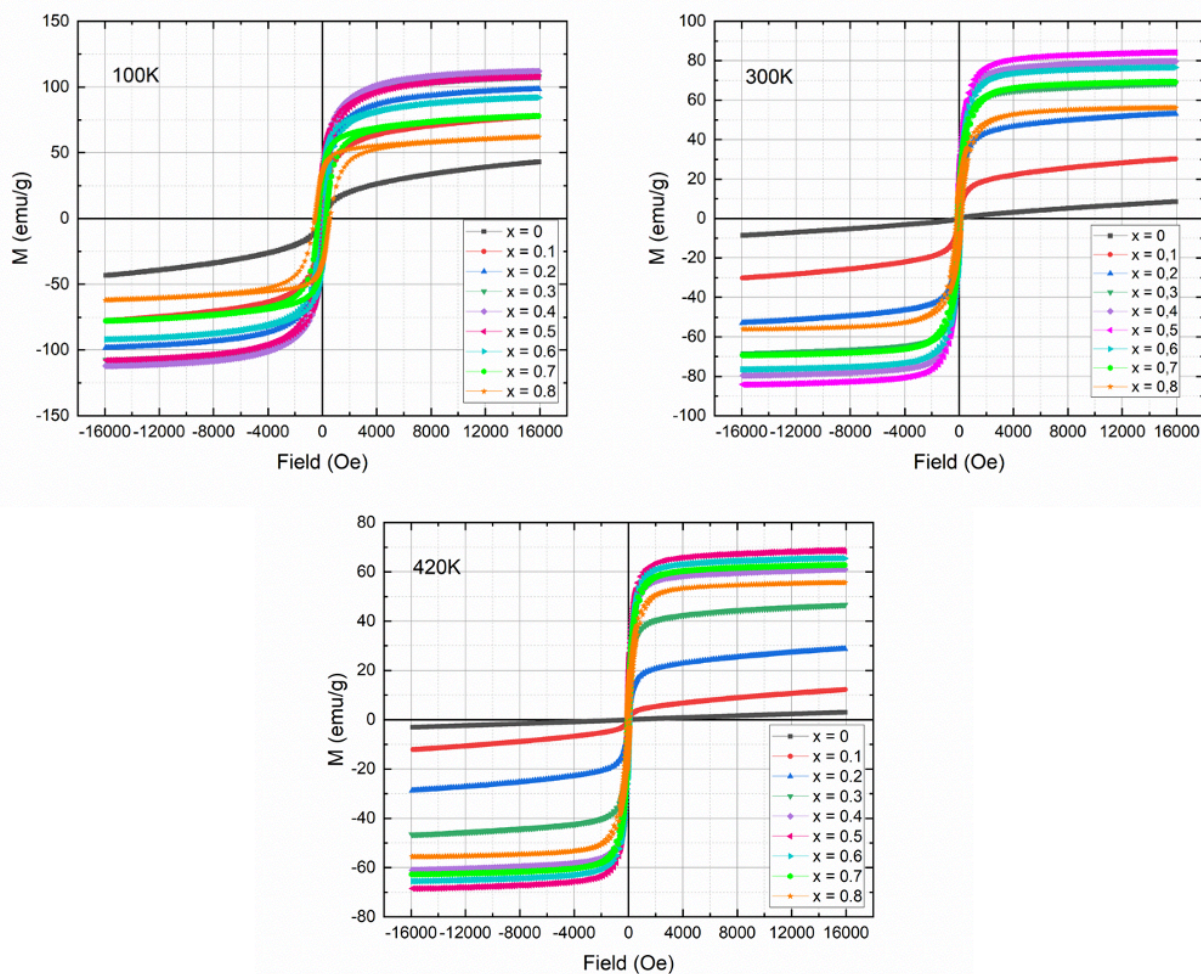 150
100
50
0
-50
-100
-150
M (emu/g)
100K
x = 0
x = 0.1
x = 0.2
x = 0.3
x = 0.4
x = 0.5
x = 0.6
x = 0.7
x = 0.8
-16000 -12000 -8000 -4000 0 4000 8000 12000 16000
Field (Oe)
100
80
60
40
20
0
-20
-40
-60
-80
-100
M (emu/g)
300K
x = 0
x = 0,1
x = 0,2
x = 0,3
x = 0,4
x = 0,5
x = 0,6
x = 0,7
x = 0,8
-16000 -12000 -8000 -4000 0 4000 8000 12000 16000
Field (Oe)
80
60
40
20
0
-20
-40
-60
-80
M (emu/g)
420K
x = 0
x = 0.1
x = 0.2
x = 0.3
x = 0.4
x = 0.5
x = 0.6
x = 0.7
x = 0.8
-16000 -12000 -8000 -4000 0 4000 8000 12000 16000
Field (Oe)